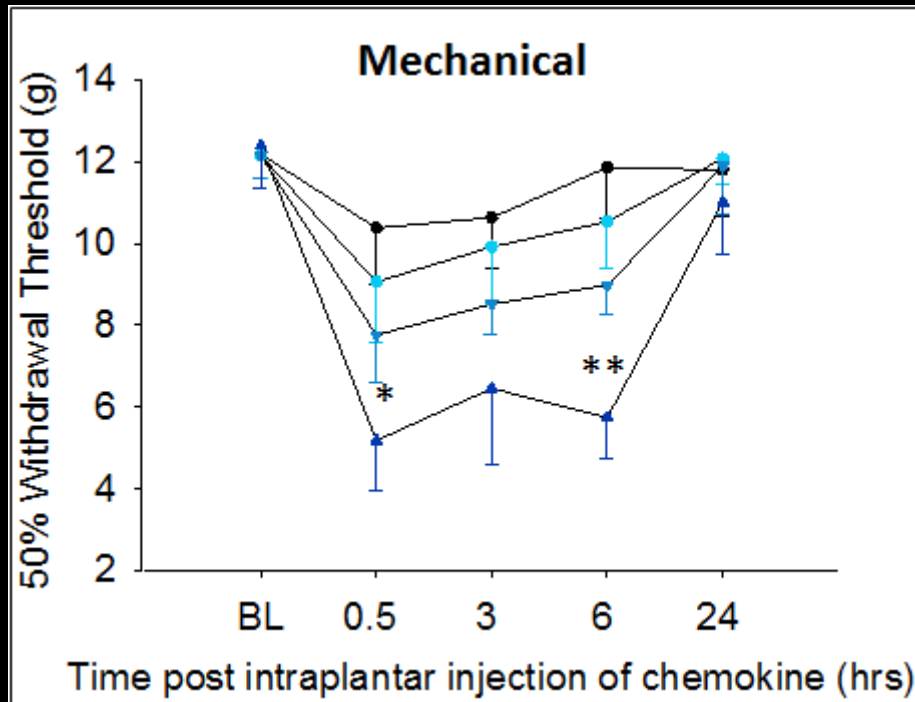 Mechanical
50% Withdrawal Threshold (g)
14
12
10
8
6
4
2
*
**
BL 0.5 3 6 24
Time post intraplantar injection of chemokine (hrs)